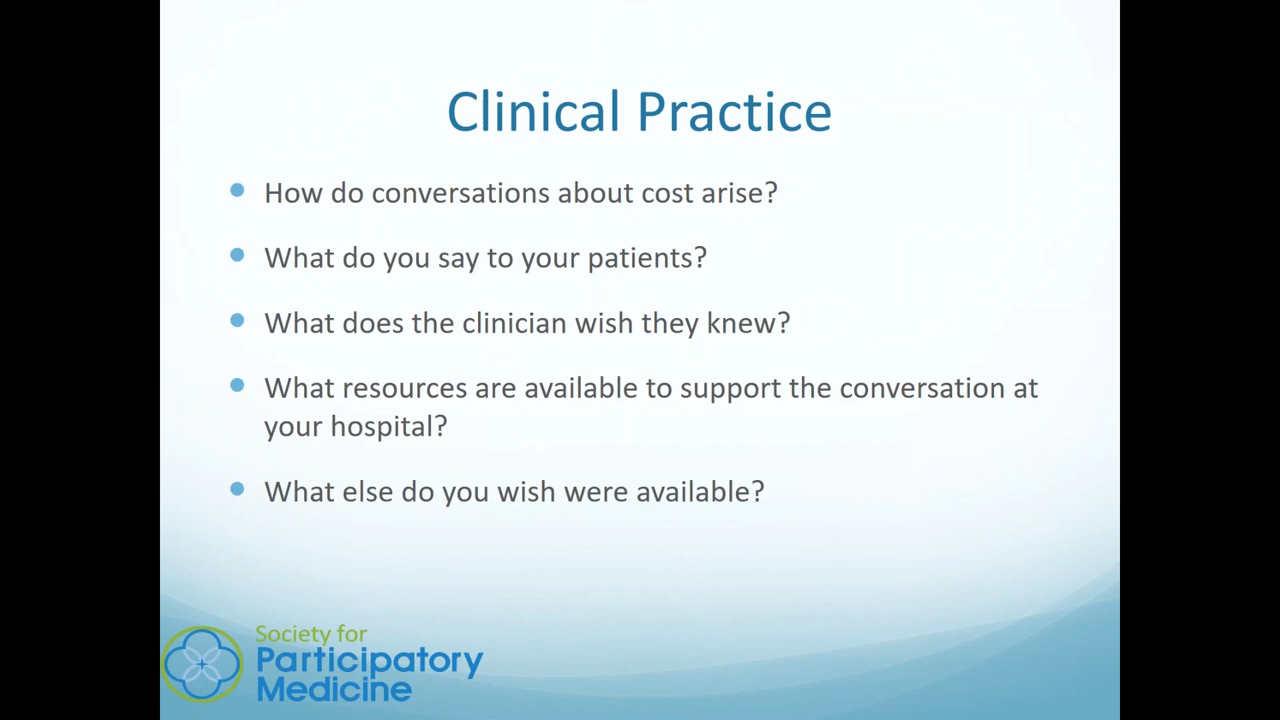 Clinical Practice
How do conversations about cost arise?
What do you say to your patients?
What does the clinician wish they knew?
What resources are available to support the conversation at
your hospital?
What else do you wish were available?
Society for
Participatory
Medicine